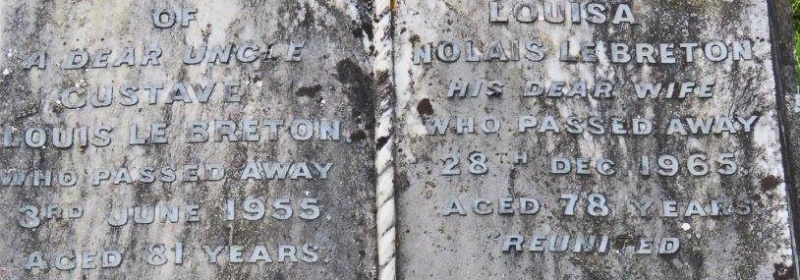 OF
A DEAR UNCLE
GUSTAVE
LOUIS LE BRETON,
WHO PASSED AWAY
3RD JUNE 1955.
AGED 81 YEARS.
LOUISA
NOLAIS LE BRETON
HIS DEAR WIFE
WHO PASSED AWAY
28TH DEC. 1965.
AGED 78 YEARS
REUNITED